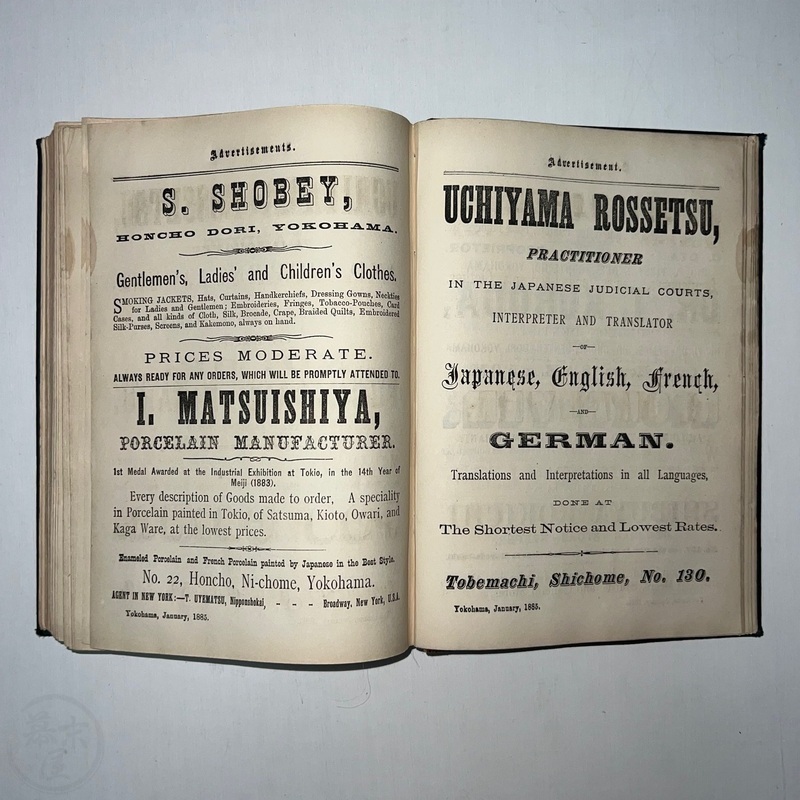 Advertisements.
S. SHOBEY,
HONCHO DORI, YOKOHAMA.
Gentlemen's, Ladies' and Children's Clothes.
SMOKING JACKETS, Hats, Curtains, Handkerchiefs, Dressing Gowns, Neckties
for Ladies and Gentlemen; Embroideries, Fringes, Tobacco-Pouches, Card
Cases, and all kinds of Cloth, Silk, Brocade, Crape, Braided Quilts, Embroidered
Silk-Purses, Screens, and Kakemono, always on hand.
PRICES MODERATE.
ALWAYS READY FOR ANY ORDERS, WHICH WILL BE PROMPTLY ATTENDED TO.
I. MATSUISHIYA,
PORCELAIN MANUFACTURER.
1st Medal Awarded at the Industrial Exhibition at Tokio, in the 14th Year of
Meiji (1883).
Every description of Goods made to order, A speciality
in Porcelain painted in Tokio, of Satsuma, Kioto, Owari, and
Kaga Ware, at the lowest prices.
Enameled Porcelain and French Porcelain painted by Japanese in the Best Style.
No. 22, Honcho, Ni-chome, Yokohama.
AGENT IN NEW YORK:—T. UYEMATSU, Nipponshokai, - - - Broadway, New York, U.S.A.
Yokohama, January, 1885.
Advertisement.
UCHIYAMA ROSSETSU,
PRACTITIONER
IN THE JAPANESE JUDICIAL COURTS,
INTERPRETER AND TRANSLATOR
—OF—
Japanese, English, French,
—AND—
GERMAN.
Translations and Interpretations in all Languages,
DONE AT
The Shortest Notice and Lowest Rates.
Tobemachi, Shichome, No. 130.
Yokohama, January, 1885.